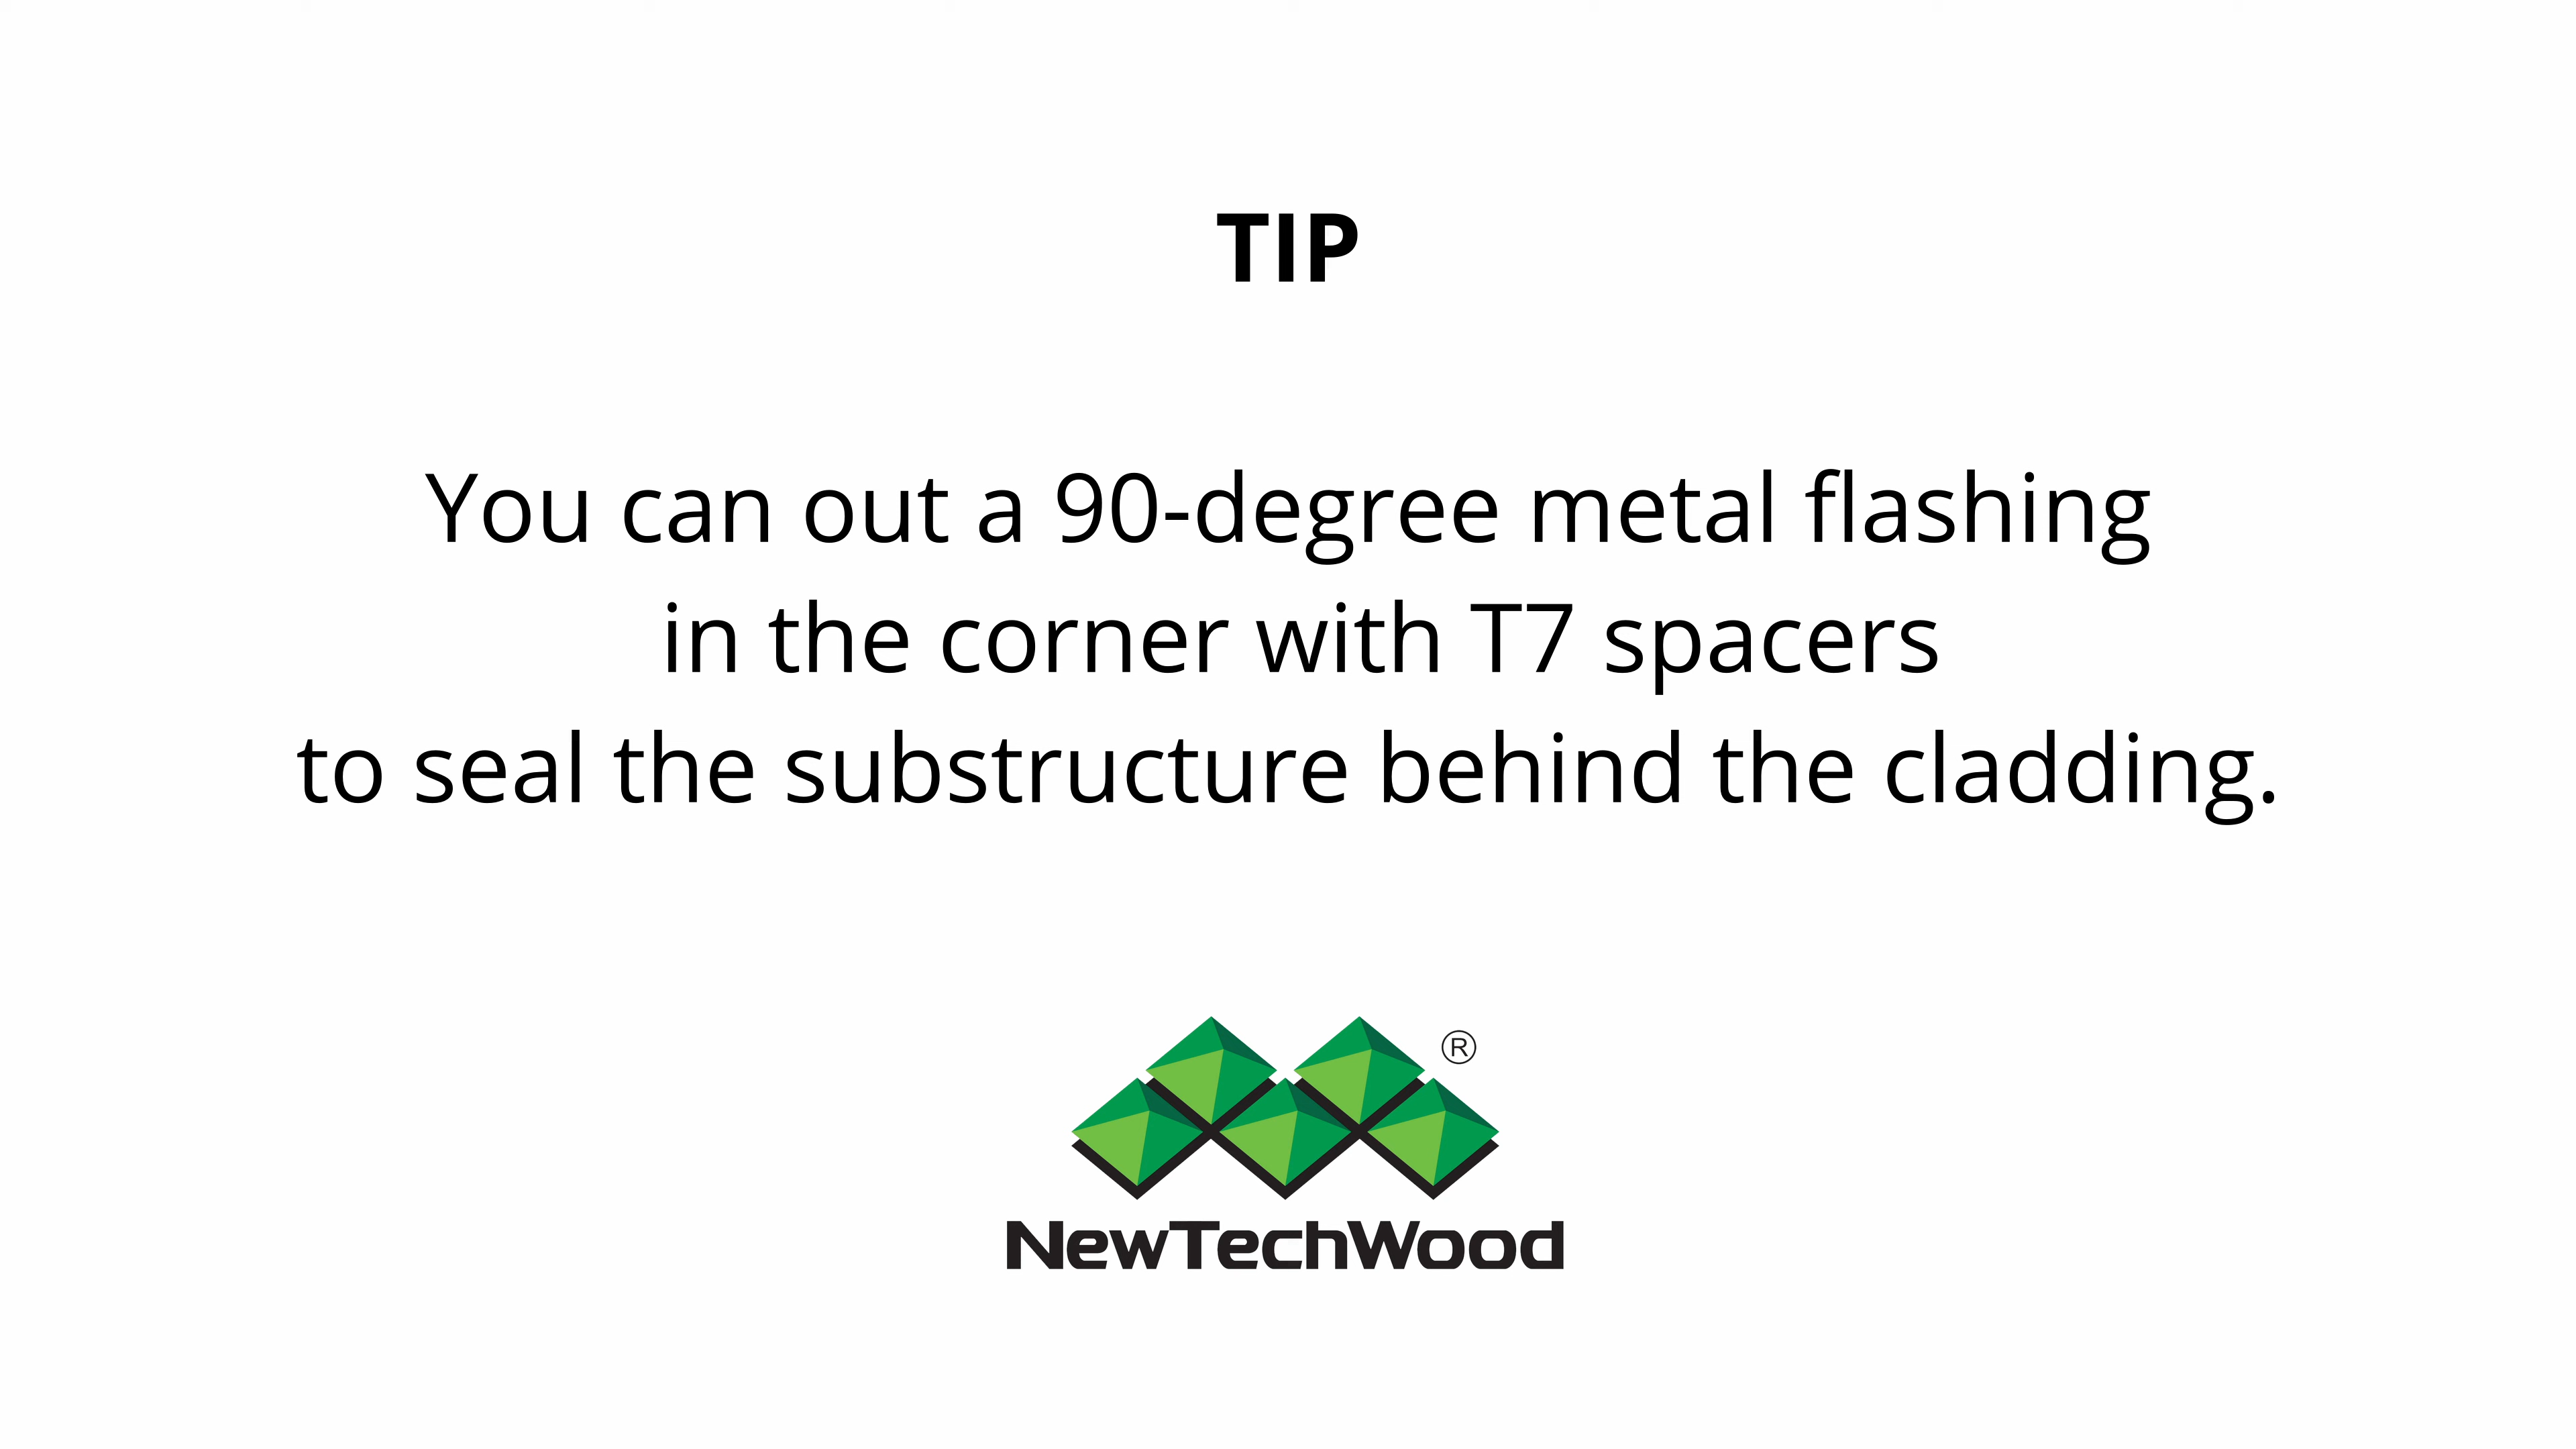 TIP
You can out a 90-degree metal flashing
in the corner with T7 spacers
to seal the substructure behind the cladding.
®
NewTechWood